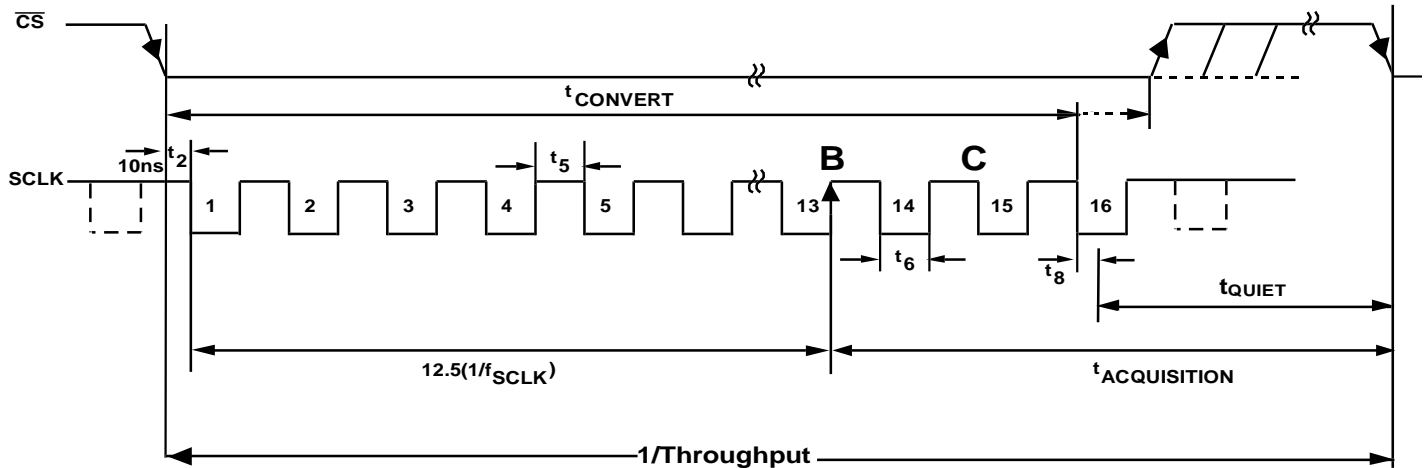 CS
tCONVERT
10ns
t2
t5
B
C
SCLK
1
2
3
4
5
13
14
15
16
t6
t8
tQUIET
12.5(1/fSCLK)
tACQUISITION
1/Throughput